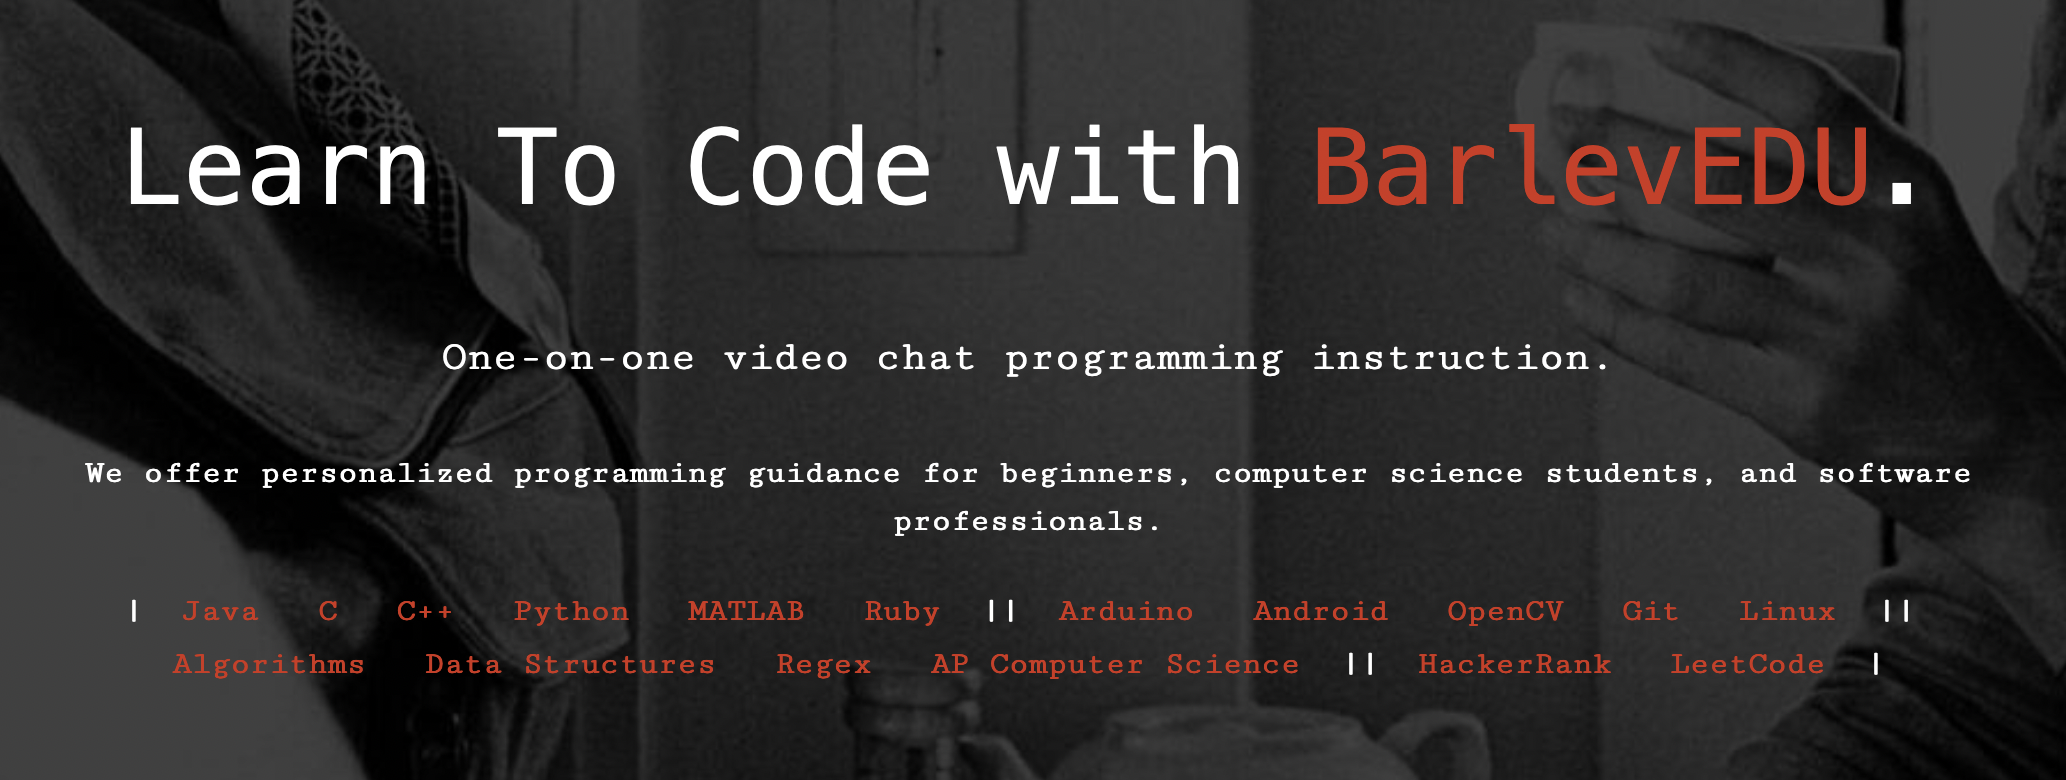 Learn To Code with BarlevEDU.
One-on-one video chat programming instruction.
We offer personalized programming guidance for beginners, computer science students, and software
professionals.
| Java C C++ Python MATLAB Ruby || Arduino Android OpenCV Git Linux ||
Algorithms Data Structures Regex AP Computer Science || HackerRank LeetCode |